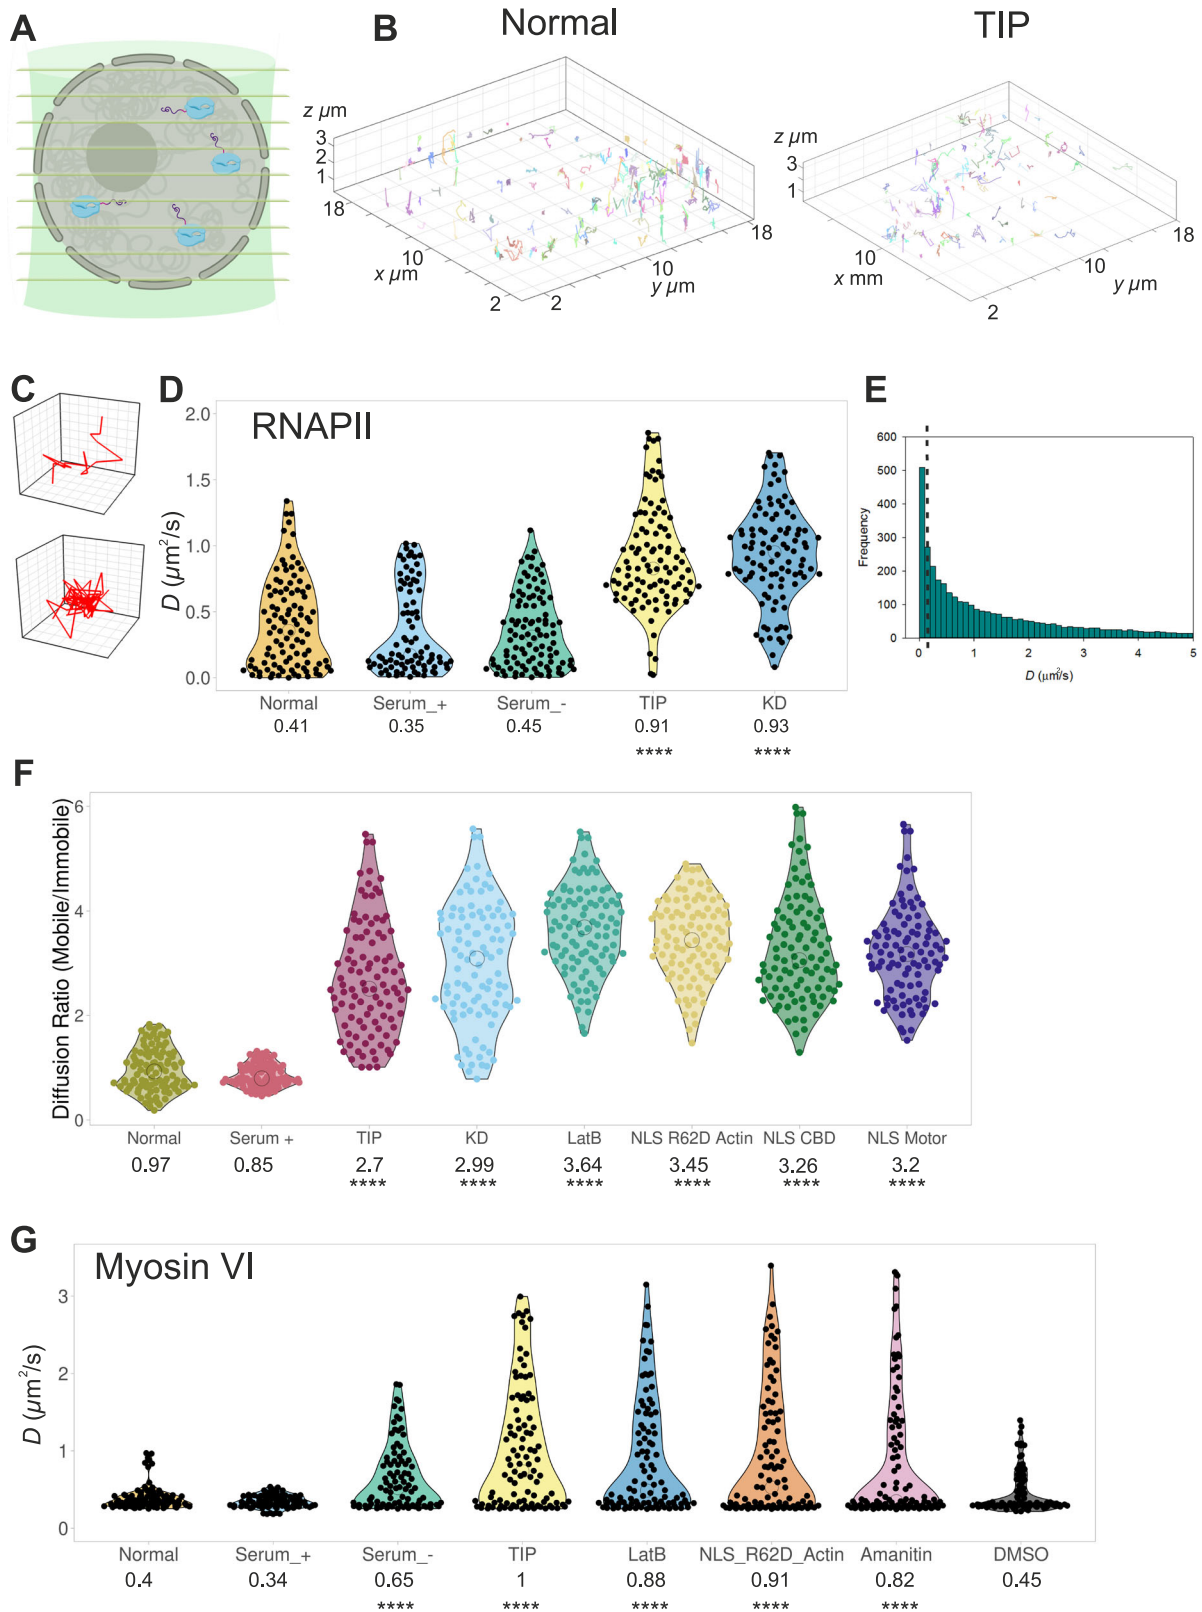 A
B
Normal
TIP
z µm
3
2
1
18
10
x µm
2
2
10
y µm
18
z µm
3
1
10
x mm
2
10
y µm
18
C
D
RNAPII
D (µm²/s)
2.0
1.5
1.0
0.5
0.0
Normal Serum_+ Serum_- TIP KD
0.41 0.35 0.45 0.91 0.93
**** ****
E
Frequency
600
500
400
300
200
100
0
0 1 2 3 4 5
D (µm²/s)
F
Diffusion Ratio (Mobile/Immobile)
6
4
2
0
Normal Serum + TIP KD LatB NLS R62D Actin NLS CBD NLS Motor
0.97 0.85 2.7 2.99 3.64 3.45 3.26 3.2
**** **** **** **** **** ****
G
Myosin VI
D (µm²/s)
3
2
1
0
Normal Serum_+ Serum_- TIP LatB NLS_R62D_Actin Amanitin DMSO
0.4 0.34 0.65 1 0.88 0.91 0.82 0.45
**** **** **** **** ****